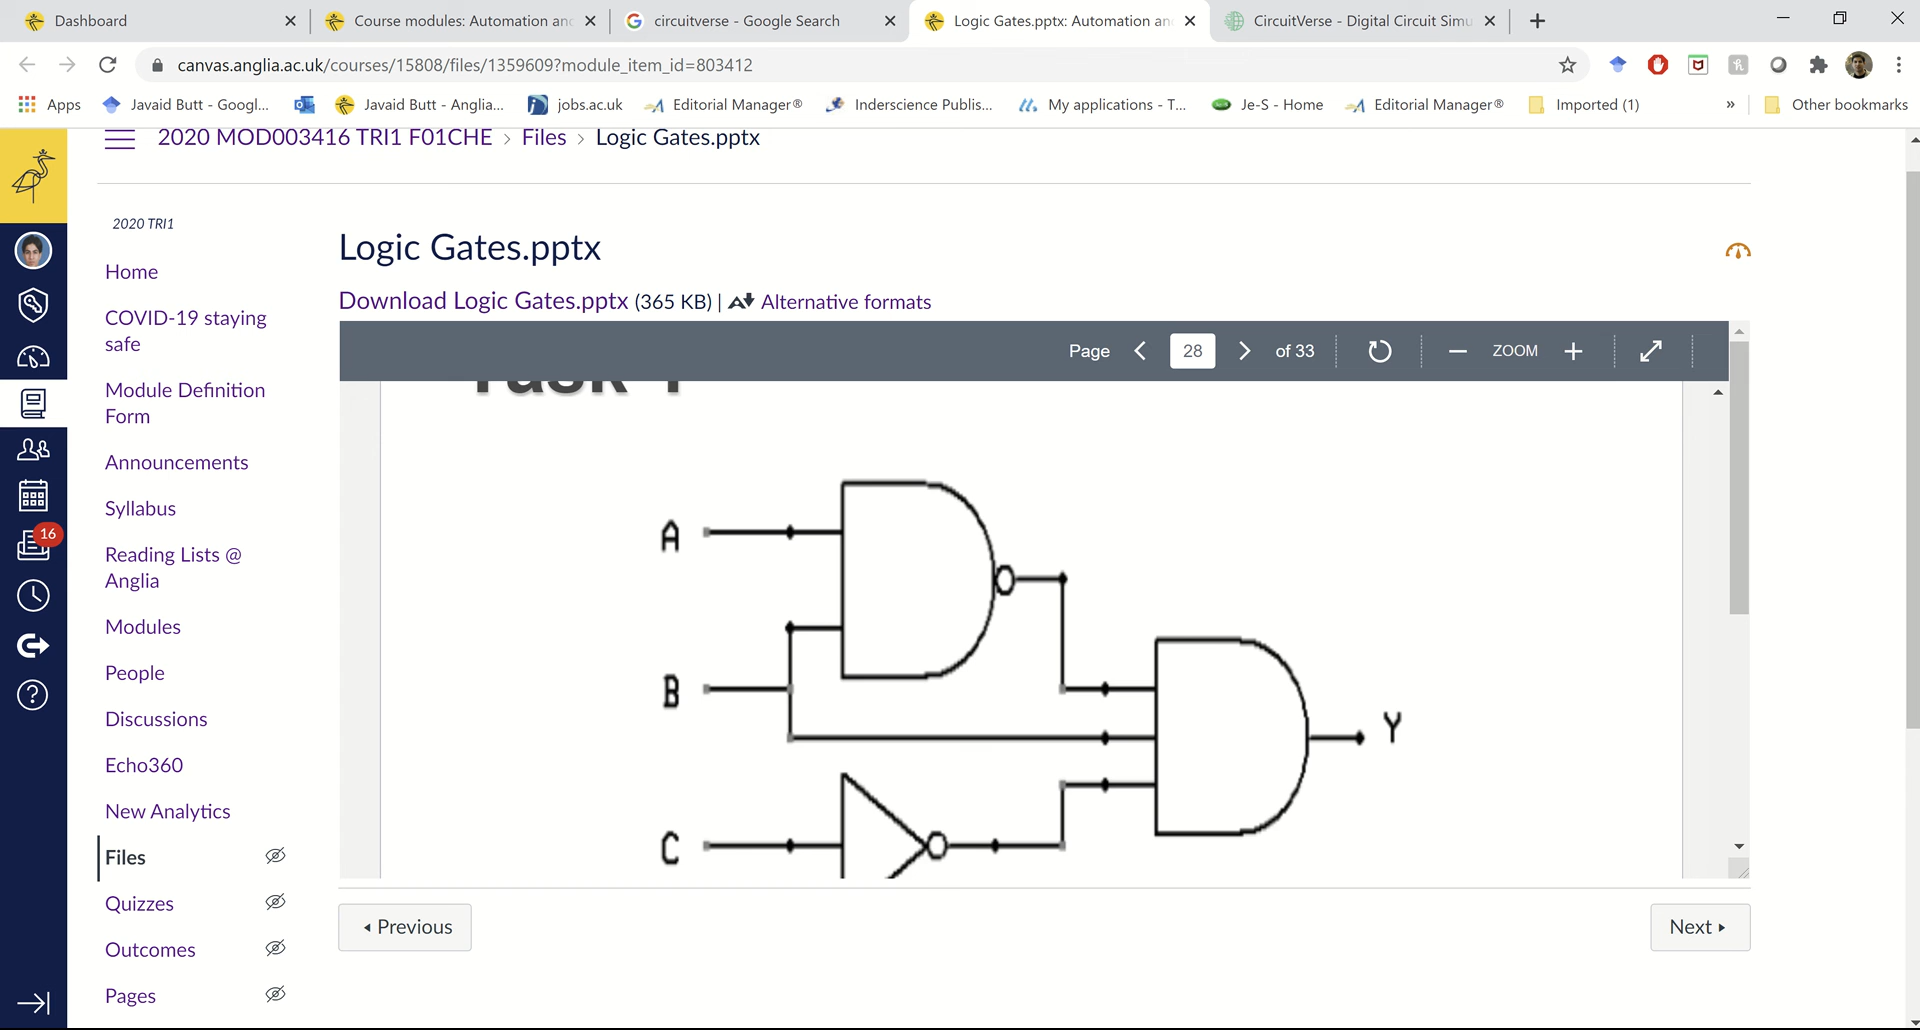 Dashboard
Course modules: Automation an
circuitverse - Google Search
Logic Gates.pptx: Automation an
CircuitVerse - Digital Circuit Simu
canvas.anglia.ac.uk/courses/15808/files/1359609?module_item_id=803412
Apps
Javaid Butt - Googl...
Javaid Butt - Anglia...
jobs.ac.uk
Editorial Manager®
Inderscience Publis...
My applications - T...
Je-S - Home
Editorial Manager®
Imported (1)
»
Other bookmarks
2020 MOD003416 TRI1 F01CHE > Files > Logic Gates.pptx
2020 TRI1
Home
COVID-19 staying
safe
Module Definition
Form
Announcements
Syllabus
Reading Lists @
Anglia
Modules
People
Discussions
Echo360
New Analytics
Files
Quizzes
Outcomes
Pages
16
Logic Gates.pptx
Download Logic Gates.pptx (365 KB) | Alternative formats
Page 28 of 33
ZOOM
A
B
C
Y
Previous
Next